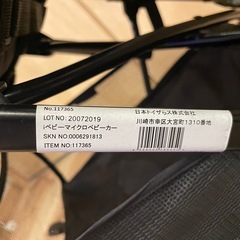 No.117365
LOT NO: 20072019
ベビーマイクロベビーカー
SKN NO:0006291813
ITEM NO:117365
日本トイザらス株式会社
川崎市幸区大宮町1310番地